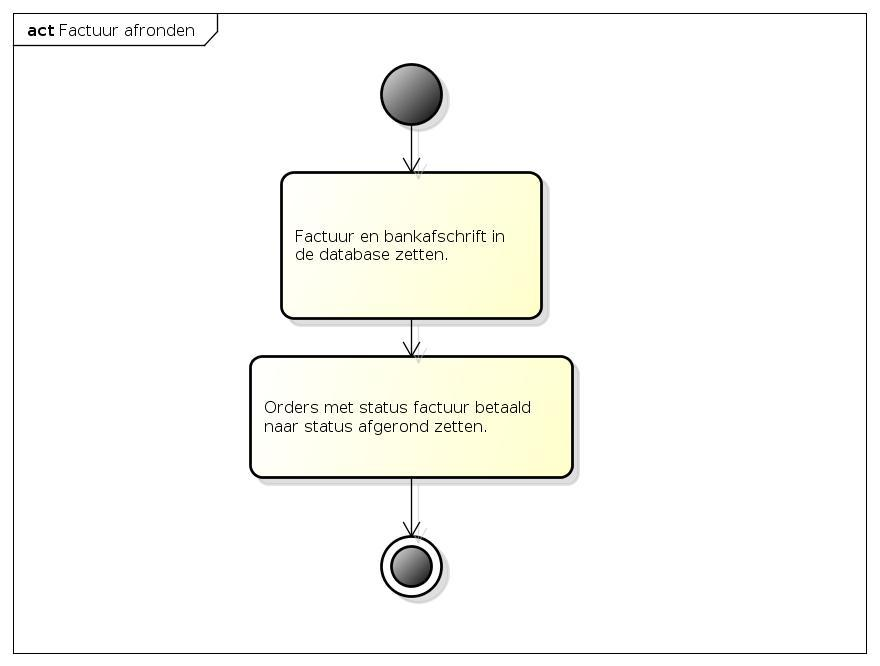 act Factuur afronden
Factuur en bankafschrift in
de database zetten.
Orders met status factuur betaald
naar status afgerond zetten.